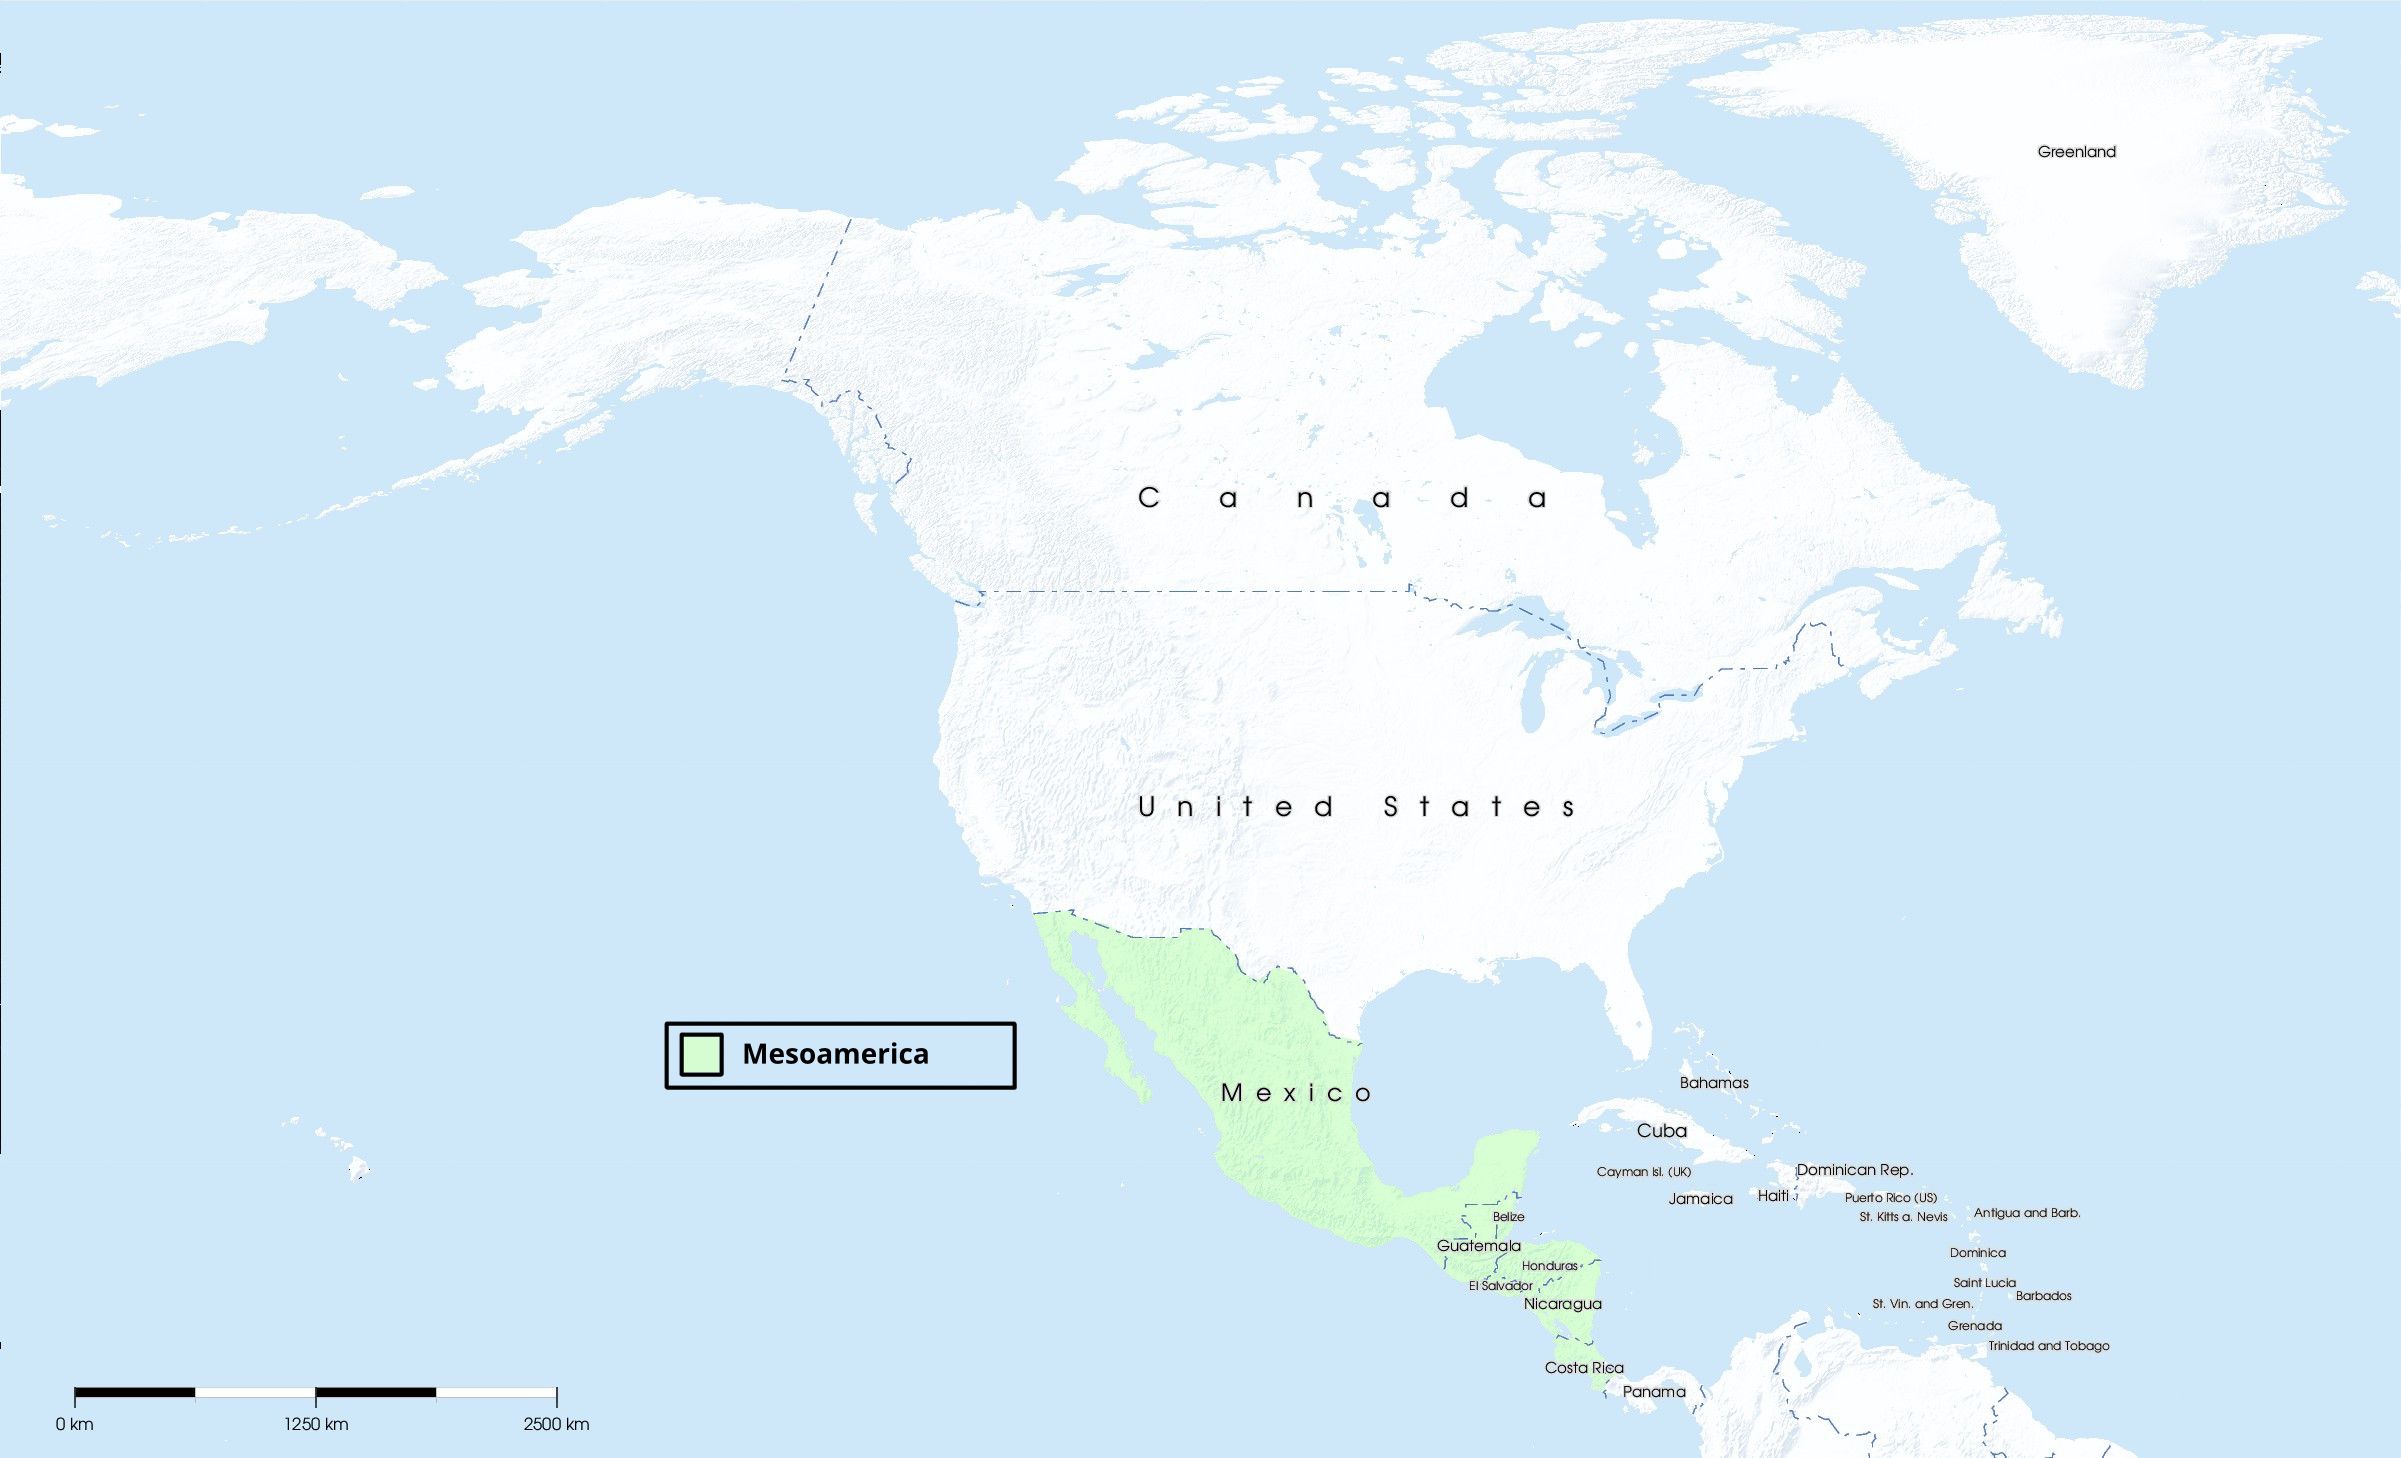 Greenland
Canada
United States
Mesoamerica
Mexico
Bahamas
Cuba
Cayman Isl. (UK)
Dominican Rep.
Jamaica
Haiti
Puerto Rico (US)
St. Kitts a. Nevis
Antigua and Barb.
Belize
Guatemala
Dominica
Honduras
El Salvador
Saint Lucia
Barbados
Nicaragua
St. Vin. and Gren.
Grenada
Trinidad and Tobago
Costa Rica
Panama
0 km
1250 km
2500 km